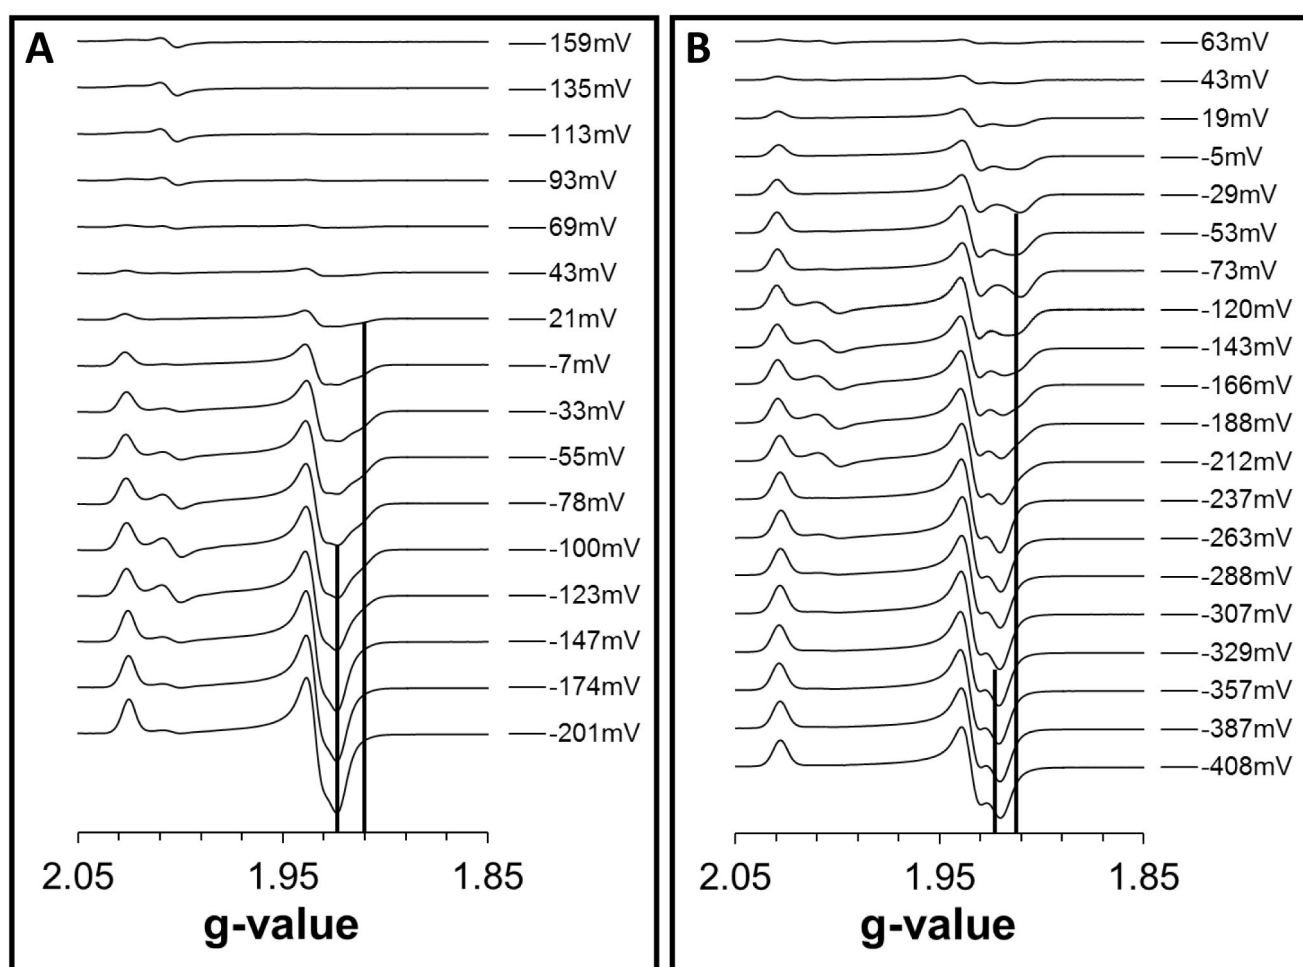 A
159mV
135mV
113mV
93mV
69mV
43mV
21mV
-7mV
-33mV
-55mV
-78mV
-100mV
-123mV
-147mV
-174mV
-201mV
2.05 1.95 1.85
g-value
B
63mV
43mV
19mV
-5mV
-29mV
-53mV
-73mV
-120mV
-143mV
-166mV
-188mV
-212mV
-237mV
-263mV
-288mV
-307mV
-329mV
-357mV
-387mV
-408mV
2.05 1.95 1.85
g-value